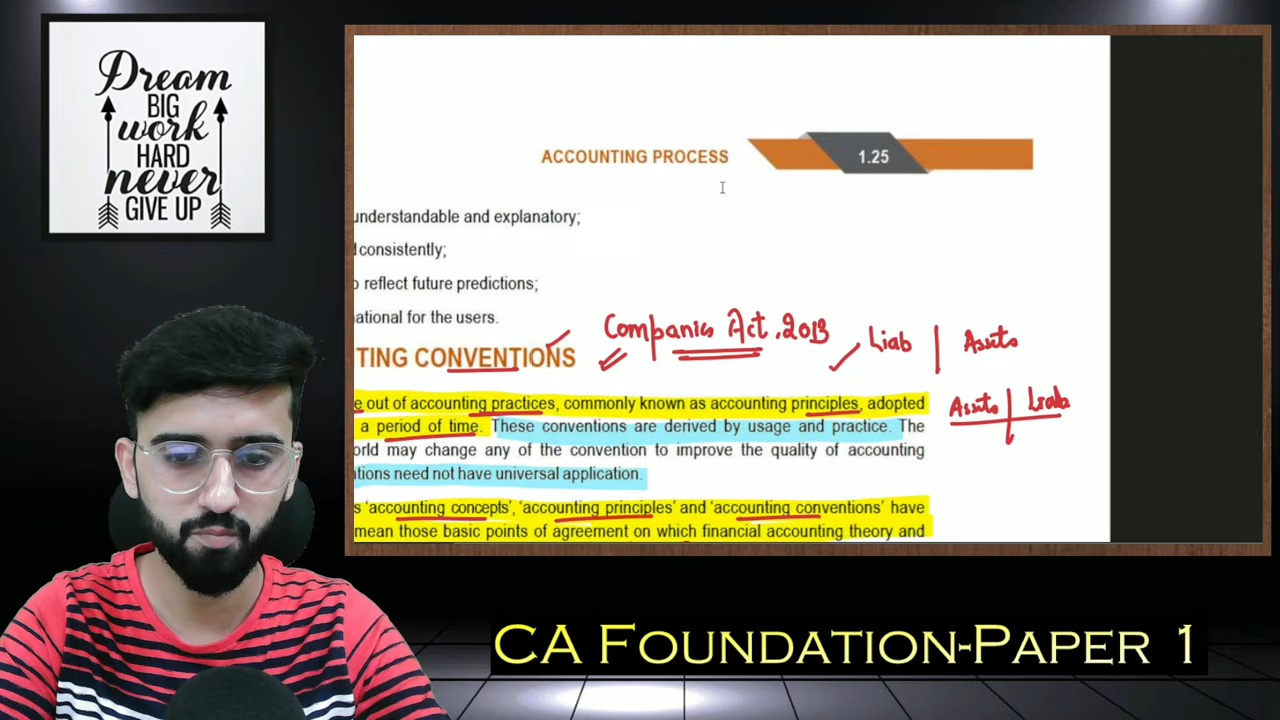 Dream
BIG
work
HARD
never
GIVE UP
ACCOUNTING PROCESS 1.25
understandable and explanatory;
consistently;
reflect future predictions;
ational for the users.
Companies Act, 2013
Liab | Assets
TING CONVENTIONS
Assets | Liab
e out of accounting practices, commonly known as accounting principles, adopted
a period of time. These conventions are derived by usage and practice. The
orld may change any of the convention to improve the quality of accounting
tions need not have universal application.
s ‘accounting concepts’, ‘accounting principles’ and ‘accounting conventions’ have
mean those basic points of agreement on which financial accounting theory and
CA FOUNDATION-PAPER 1